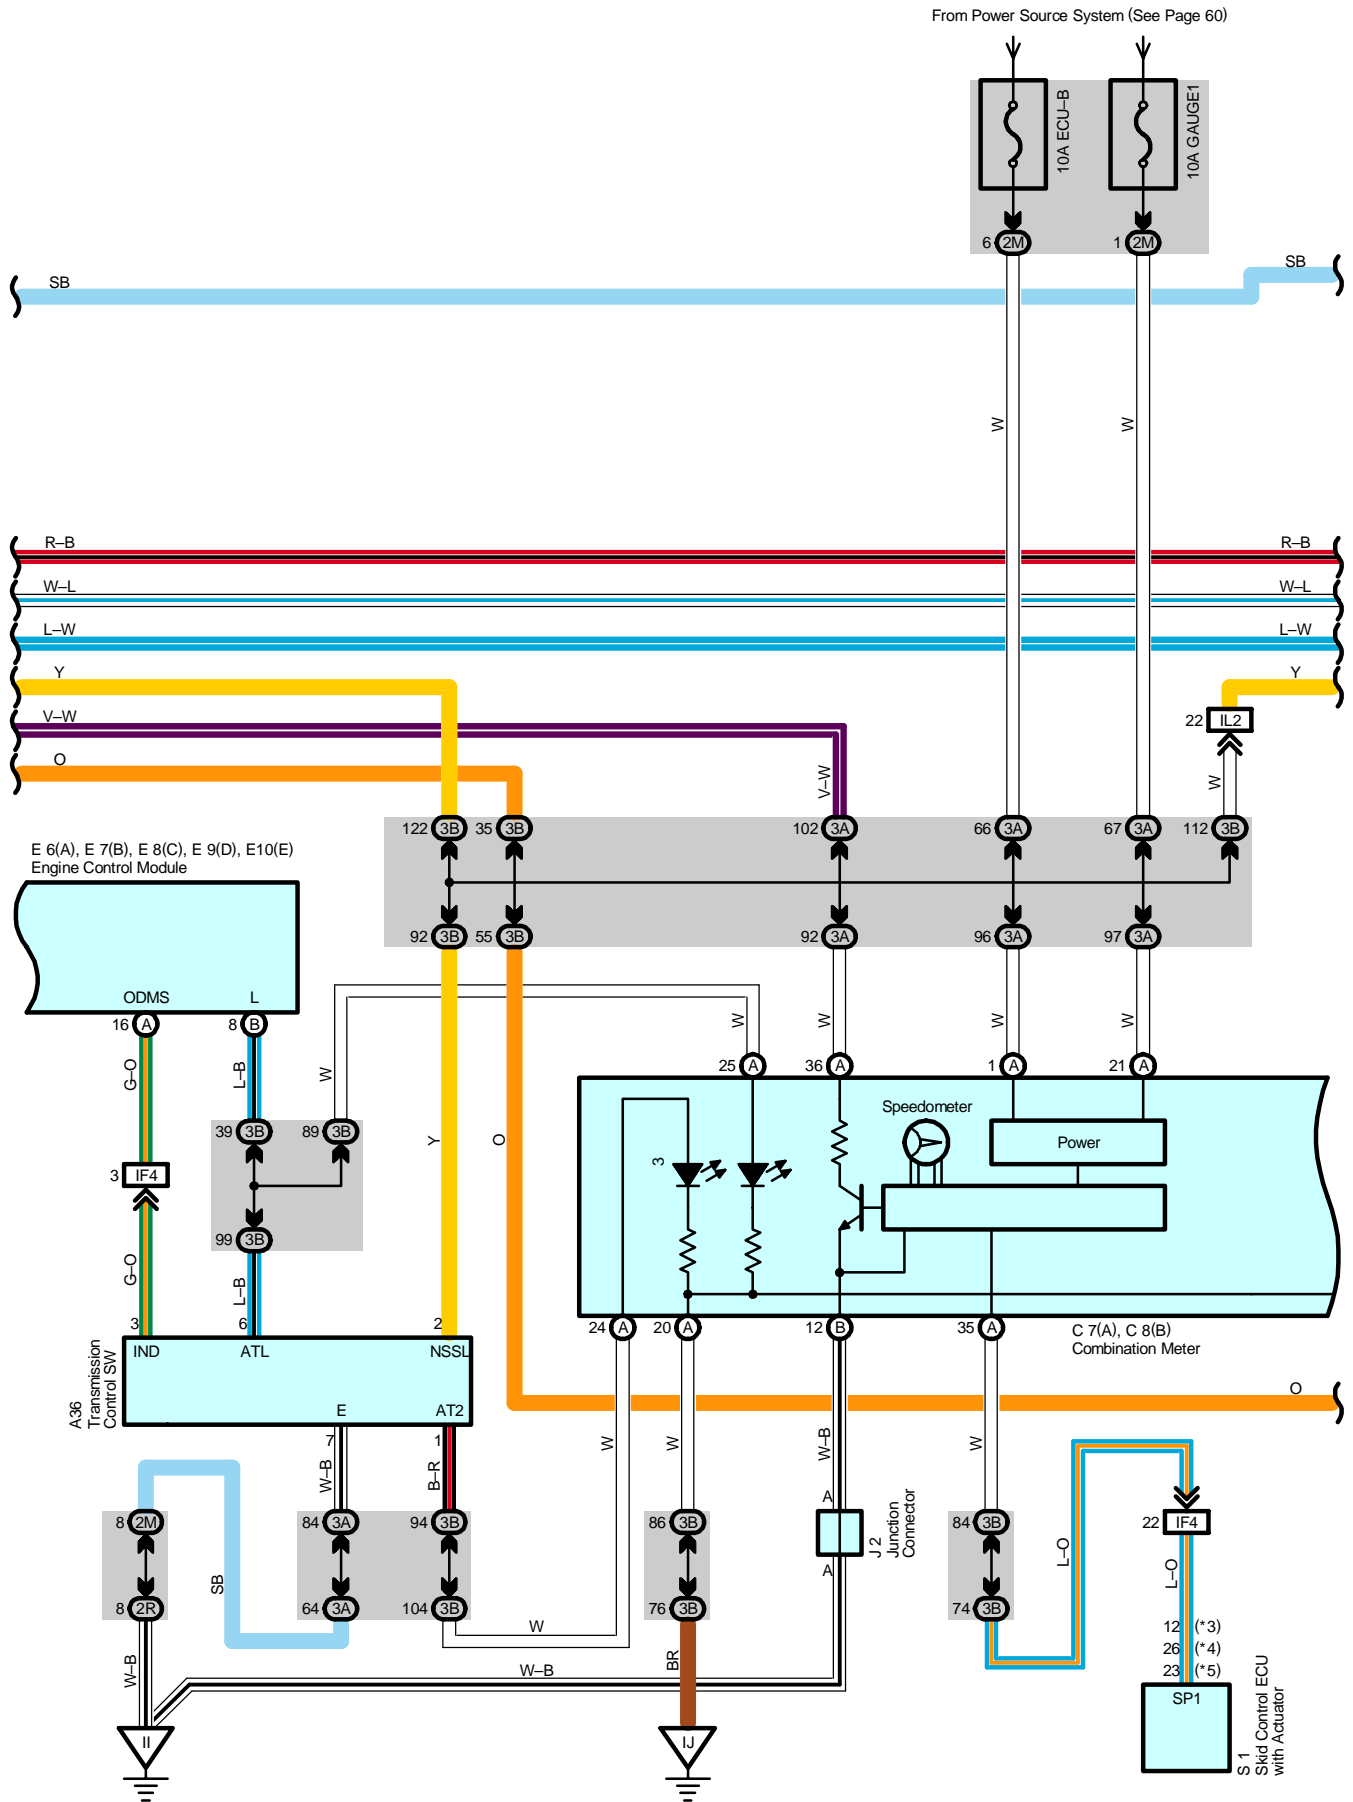 From Power Source System (See Page 60)
10A ECU–B
10A GAUGE1
6 2M
1 2M
SB
SB
W
W
R–B
R–B
W–L
W–L
L–W
L–W
Y
Y
V–W
22 IL2
O
V–W
W
122 3B
35 3B
102 3A
66 3A
67 3A
112 3B
E 6(A), E 7(B), E 8(C), E 9(D), E10(E)
Engine Control Module
92 3B
55 3B
92 3A
96 3A
97 3A
ODMS
L
16 A
8 B
W
W
W
W
G–O
L–B
W
25 A
36 A
1 A
21 A
Speedometer
39 3B
89 3B
Y
O
Power
3
3 IF4
99 3B
G–O
L–B
3
6
2
24 A
20 A
12 B
35 A
C 7(A), C 8(B)
Combination Meter
IND
ATL
NSSL
A36
Transmission
Control SW
E
AT2
O
7
1
W–B
B–R
W
W
W–B
W
A
8 2M
84 3A
94 3B
86 3B
J 2
Junction
Connector
84 3B
22 IF4
L–O
L–O
SB
A
8 2R
64 3A
104 3B
76 3B
74 3B
W
12 (*3)
26 (*4)
23 (*5)
W–B
W–B
BR
SP1
S 1
Skid Control ECU
with Actuator
II
IJ